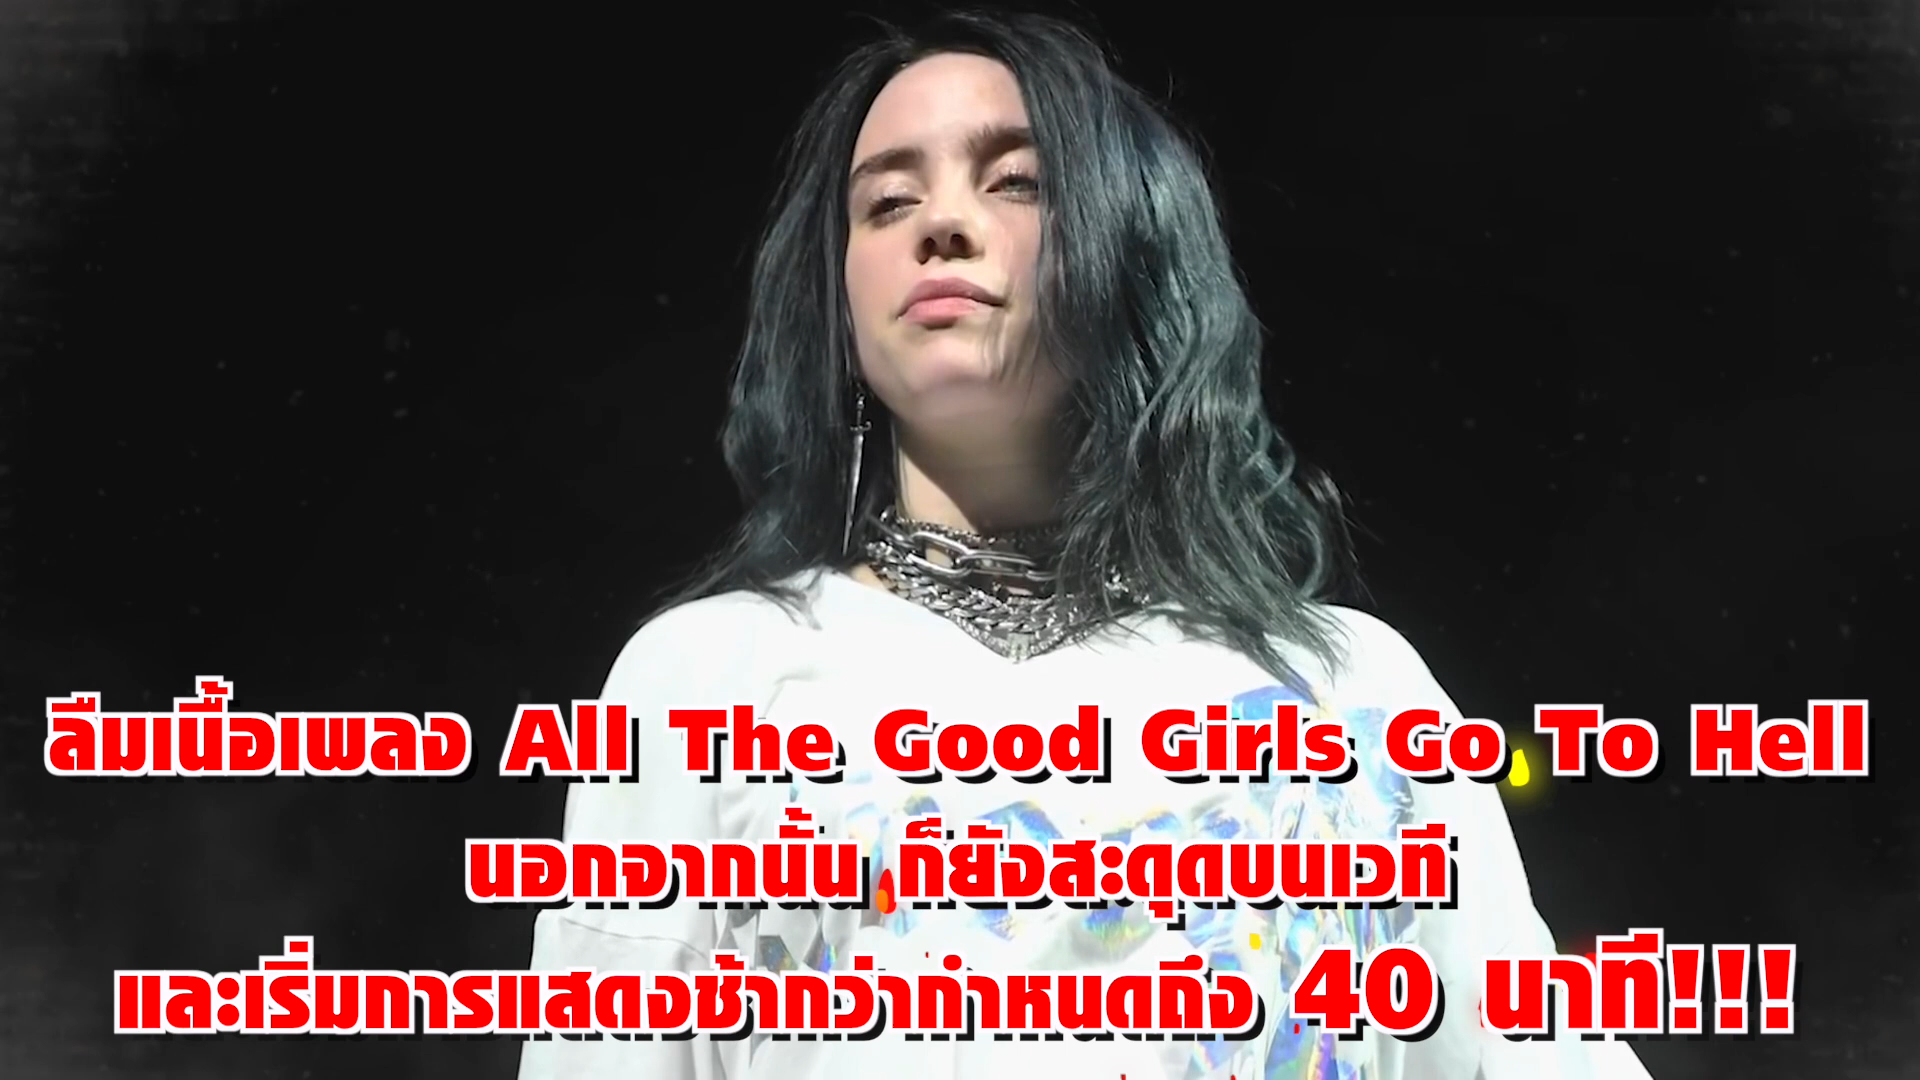 ลืมเนื้อเพลง All The Good Girls Go To Hell
นอกจากนั้น ก็ยังสะดุดบนเวที
และเริ่มการแสดงช้ากว่ากำหนดถึง 40 นาที!!!